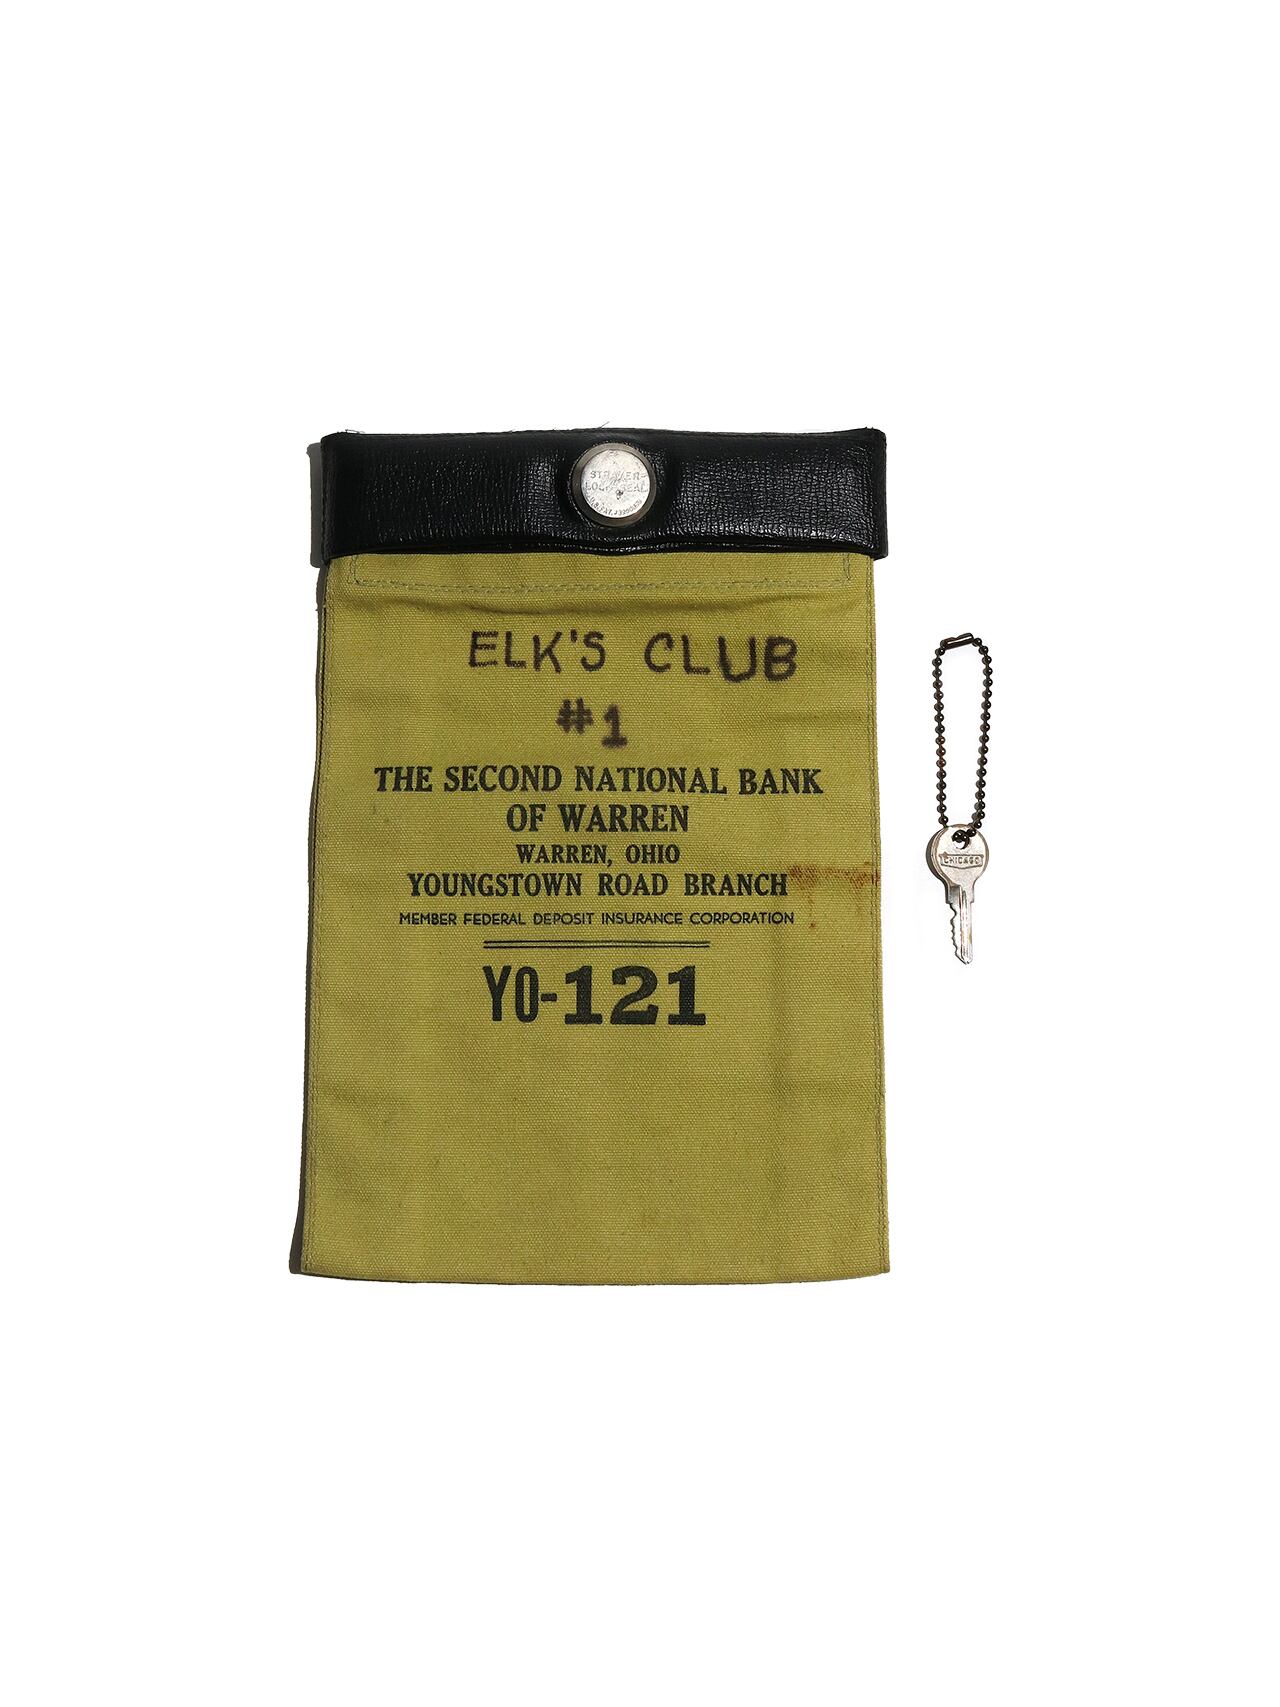 ELK'S CLUB
#1
THE SECOND NATIONAL BANK
OF WARREN
WARREN, OHIO
YOUNGSTOWN ROAD BRANCH
MEMBER FEDERAL DEPOSIT INSURANCE CORPORATION
YO-121
CHICAGO